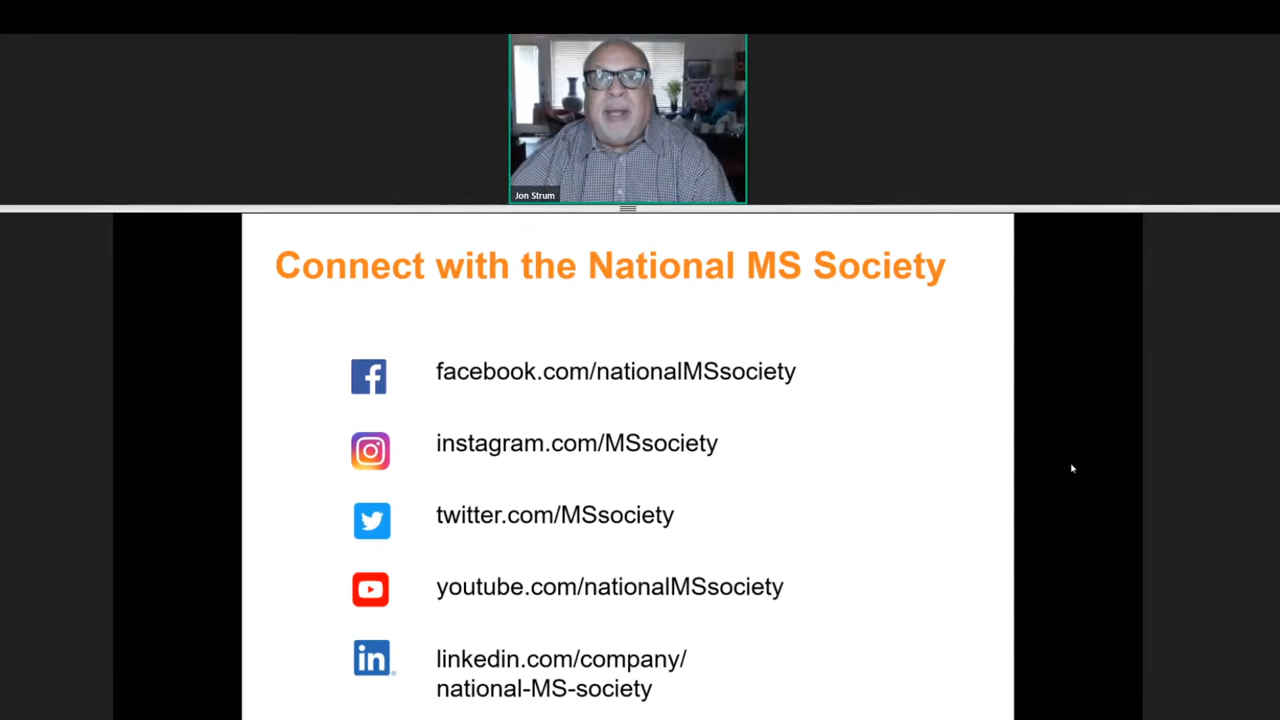 Jon Strum
Connect with the National MS Society
facebook.com/nationalMSsociety
instagram.com/MSsociety
twitter.com/MSsociety
youtube.com/nationalMSsociety
in
linkedin.com/company/
national-MS-society